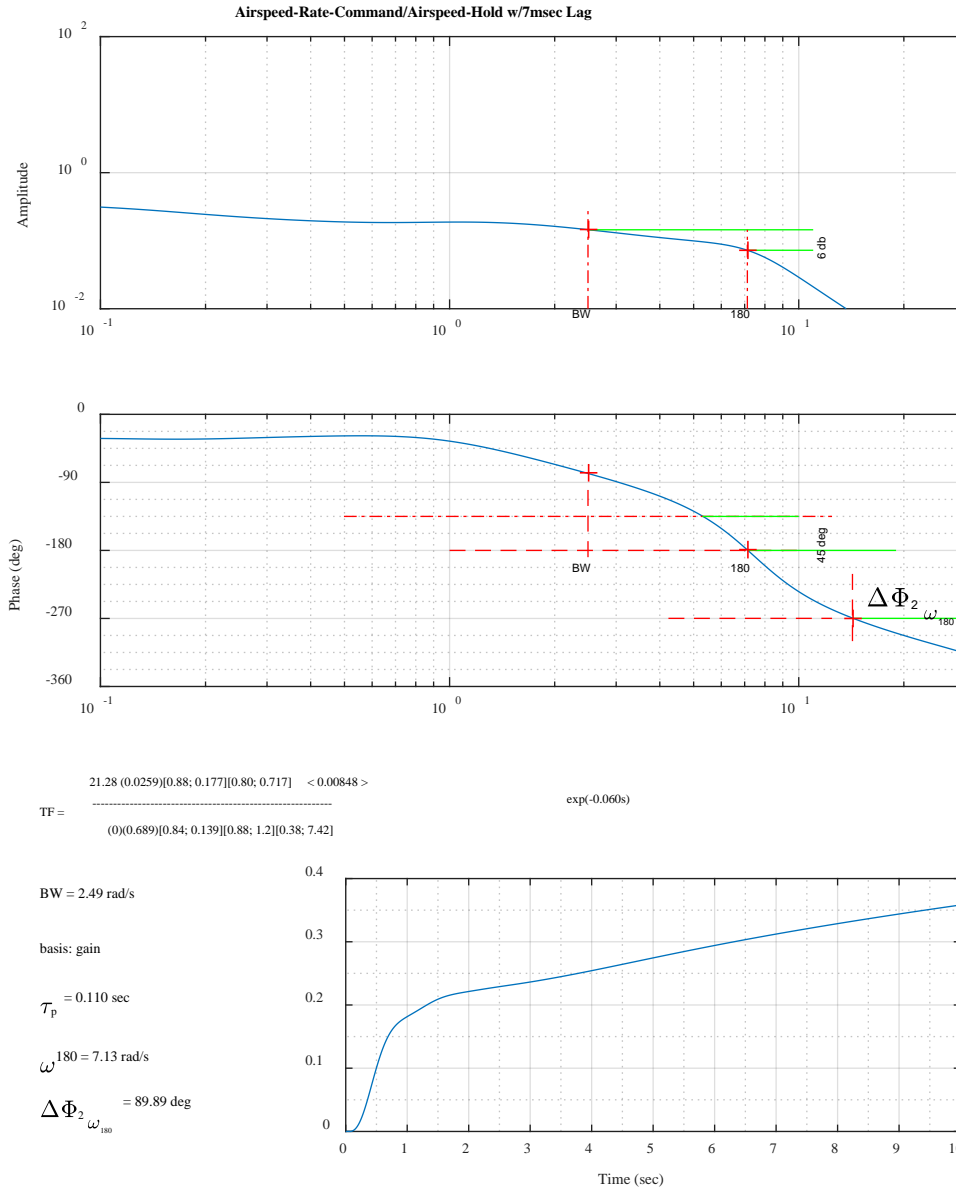 Airspeed-Rate-Command/Airspeed-Hold w/7msec Lag
10 2
10 0
10 -2
Amplitude
6 db
BW
180
10 -1
10 0
10 1
0
-90
-180
-270
-360
Phase (deg)
45 deg
BW
180
ΔΦ2 ω180
10 -1
10 0
10 1
21.28 (0.0259)[0.88; 0.177][0.80; 0.717] < 0.00848 >
TF = ----------------------------------------------------------- exp(-0.060s)
(0)(0.689)[0.84; 0.139][0.88; 1.2][0.38; 7.42]
BW = 2.49 rad/s
basis: gain
τp = 0.110 sec
ω180 = 7.13 rad/s
ΔΦ2 ω180 = 89.89 deg
0.4
0.3
0.2
0.1
0
0 1 2 3 4 5 6 7 8 9
Time (sec)